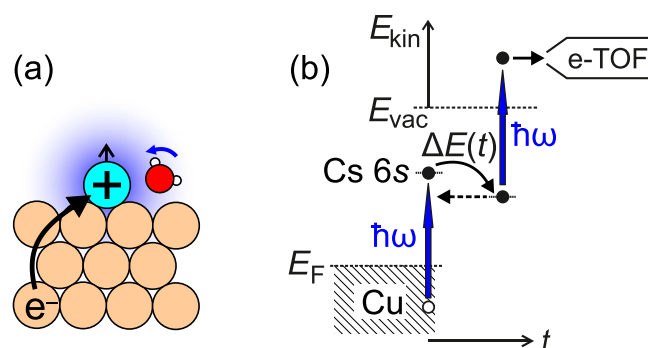 (a)
+
e⁻
(b)
E_kin
e-TOF
E_vac
ħω
ΔE(t)
Cs 6s
ħω
E_F
Cu
t